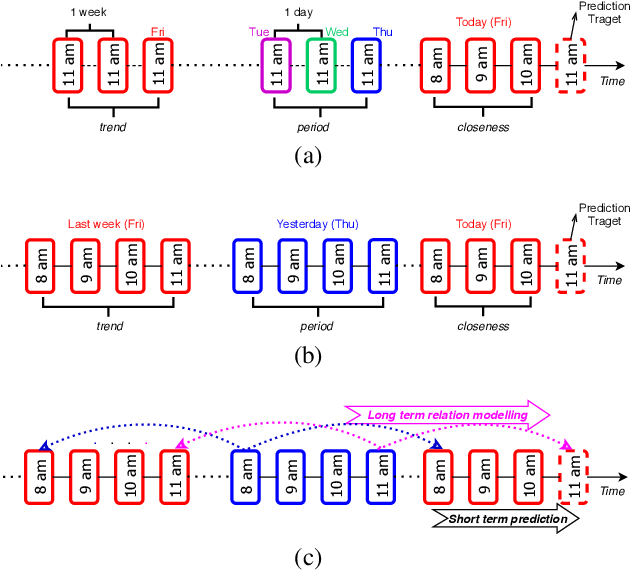 Prediction
Traget
1 week
1 day
Today (Fri)
Fri
Tue
Wed
Thu
11 am
11 am
11 am
11 am
11 am
11 am
8 am
9 am
10 am
11 am
Time
trend
period
closeness
(a)
Prediction
Traget
Last week (Fri)
Yesterday (Thu)
Today (Fri)
8 am
9 am
10 am
11 am
8 am
9 am
10 am
11 am
8 am
9 am
10 am
11 am
Time
trend
period
closeness
(b)
Long term relation modelling
8 am
9 am
10 am
11 am
8 am
9 am
10 am
11 am
8 am
9 am
10 am
11 am
Time
Short term prediction
(c)